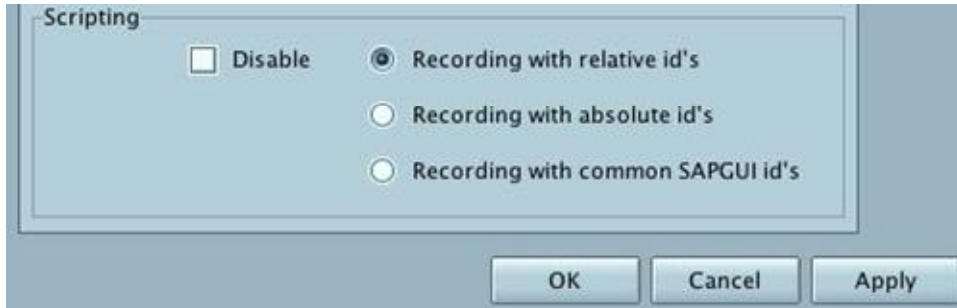 Scripting
Disable
Recording with relative id's
Recording with absolute id's
Recording with common SAPGUI id's
OK
Cancel
Apply